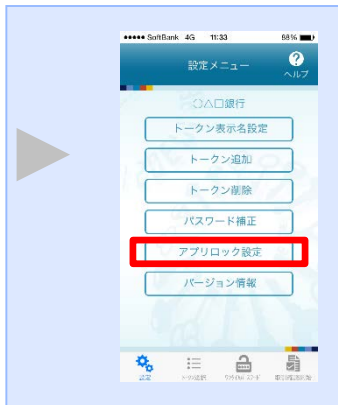 ●●●●● SoftBank 4G 11:33 88%
設定メニュー
ヘルプ
○△□銀行
トークン表示名設定
トークン追加
トークン削除
パスワード補正
アプリロック設定
バージョン情報
設定